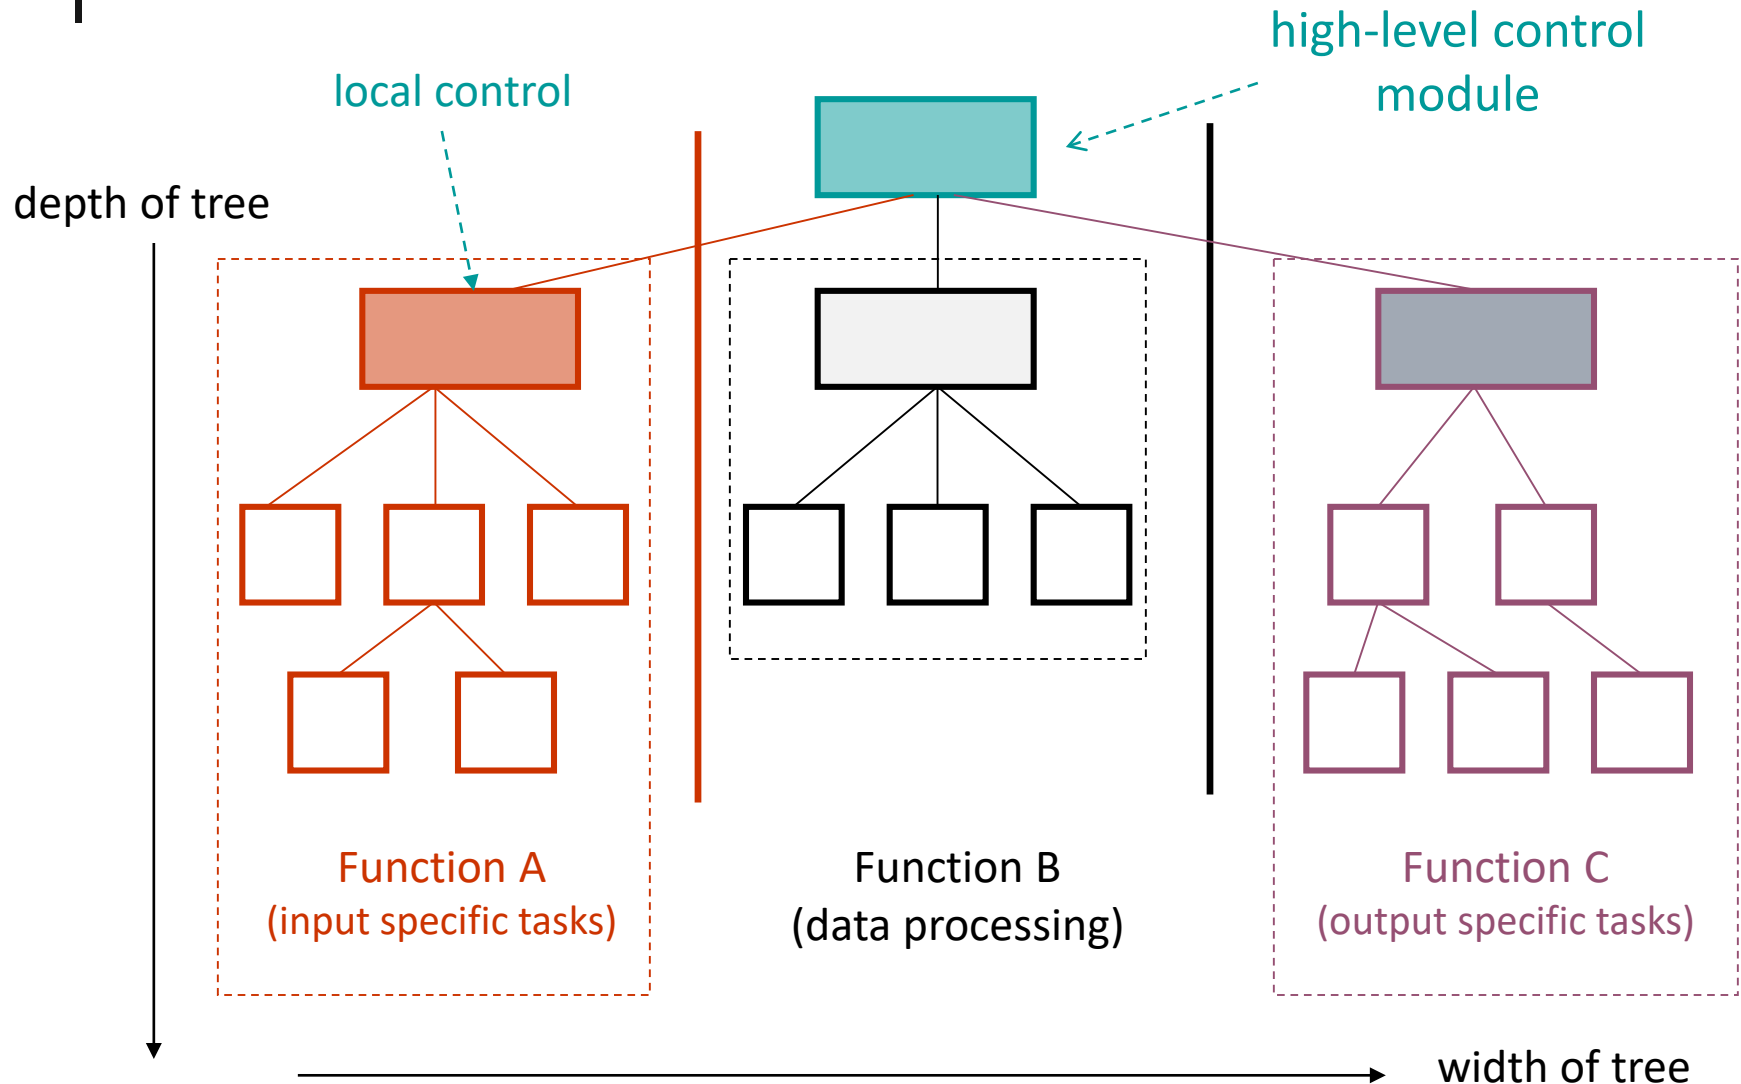 high-level control
module
local control
depth of tree
Function A
(input specific tasks)
Function B
(data processing)
Function C
(output specific tasks)
width of tree